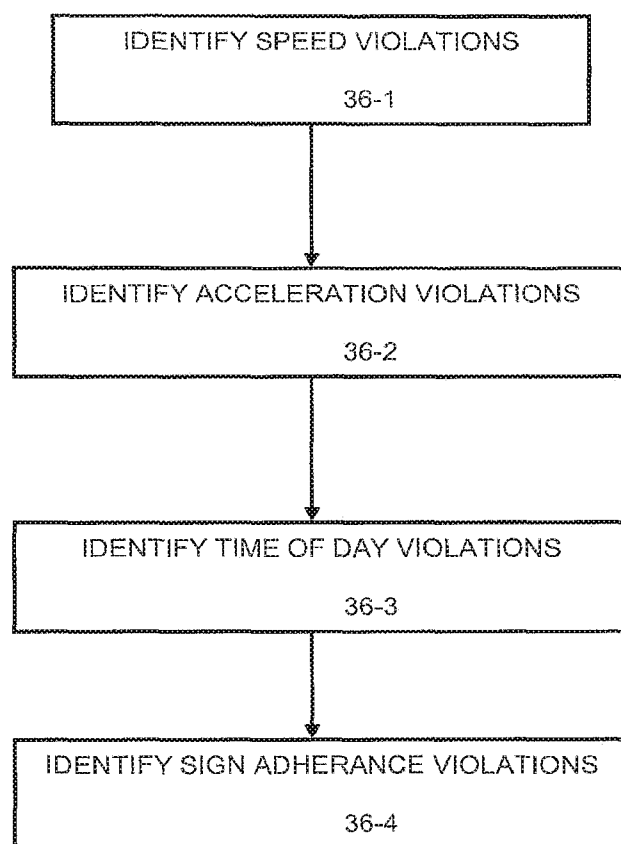 IDENTIFY SPEED VIOLATIONS
36-1
IDENTIFY ACCELERATION VIOLATIONS
36-2
IDENTIFY TIME OF DAY VIOLATIONS
36-3
IDENTIFY SIGN ADHERANCE VIOLATIONS
36-4